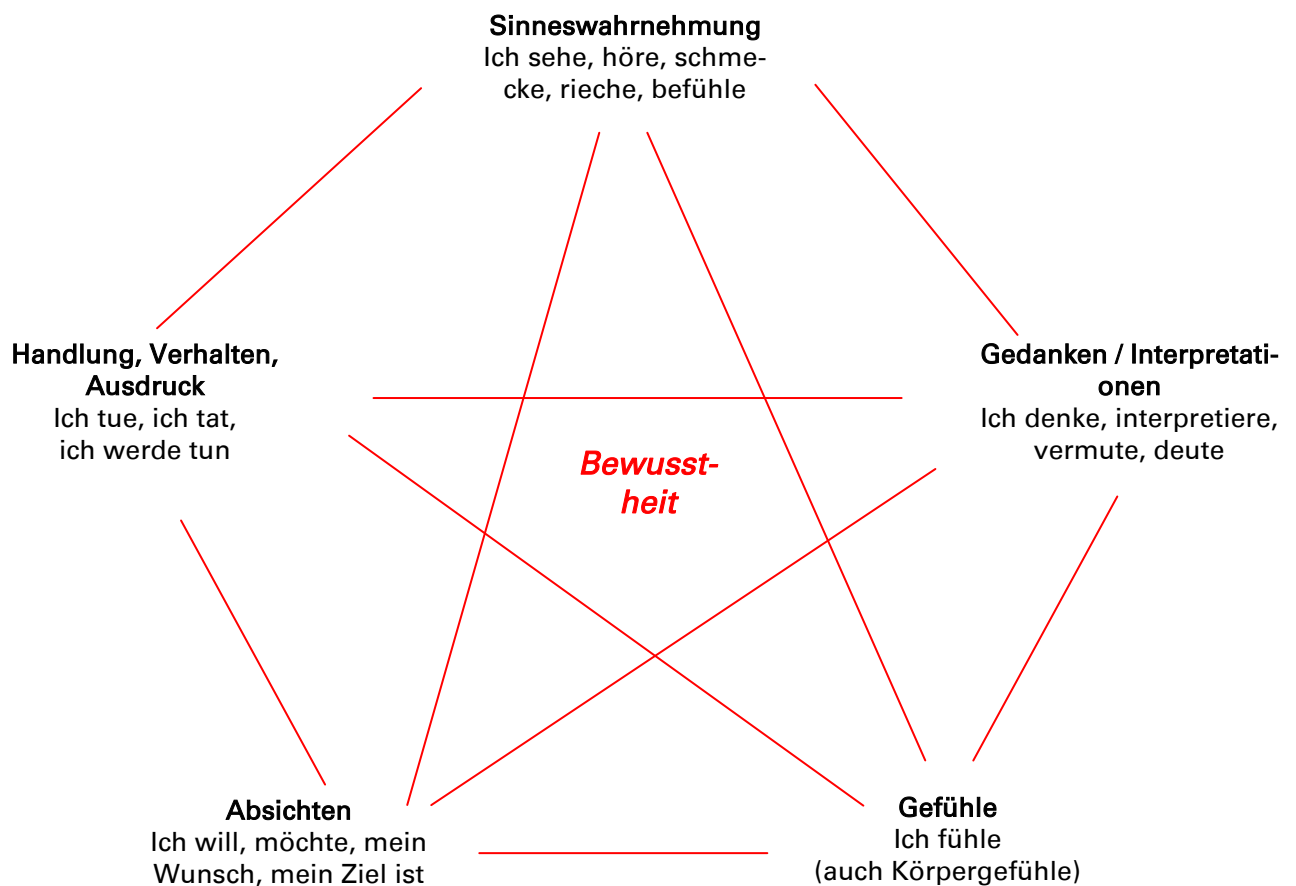 Sinneswahrnehmung
Ich sehe, höre, schme-
cke, rieche, befühle
Handlung, Verhalten,
Ausdruck
Ich tue, ich tat,
ich werde tun
Gedanken / Interpretati-
onen
Ich denke, interpretiere,
vermute, deute
Bewusst-
heit
Absichten
Ich will, möchte, mein
Wunsch, mein Ziel ist
Gefühle
Ich fühle
(auch Körpergefühle)